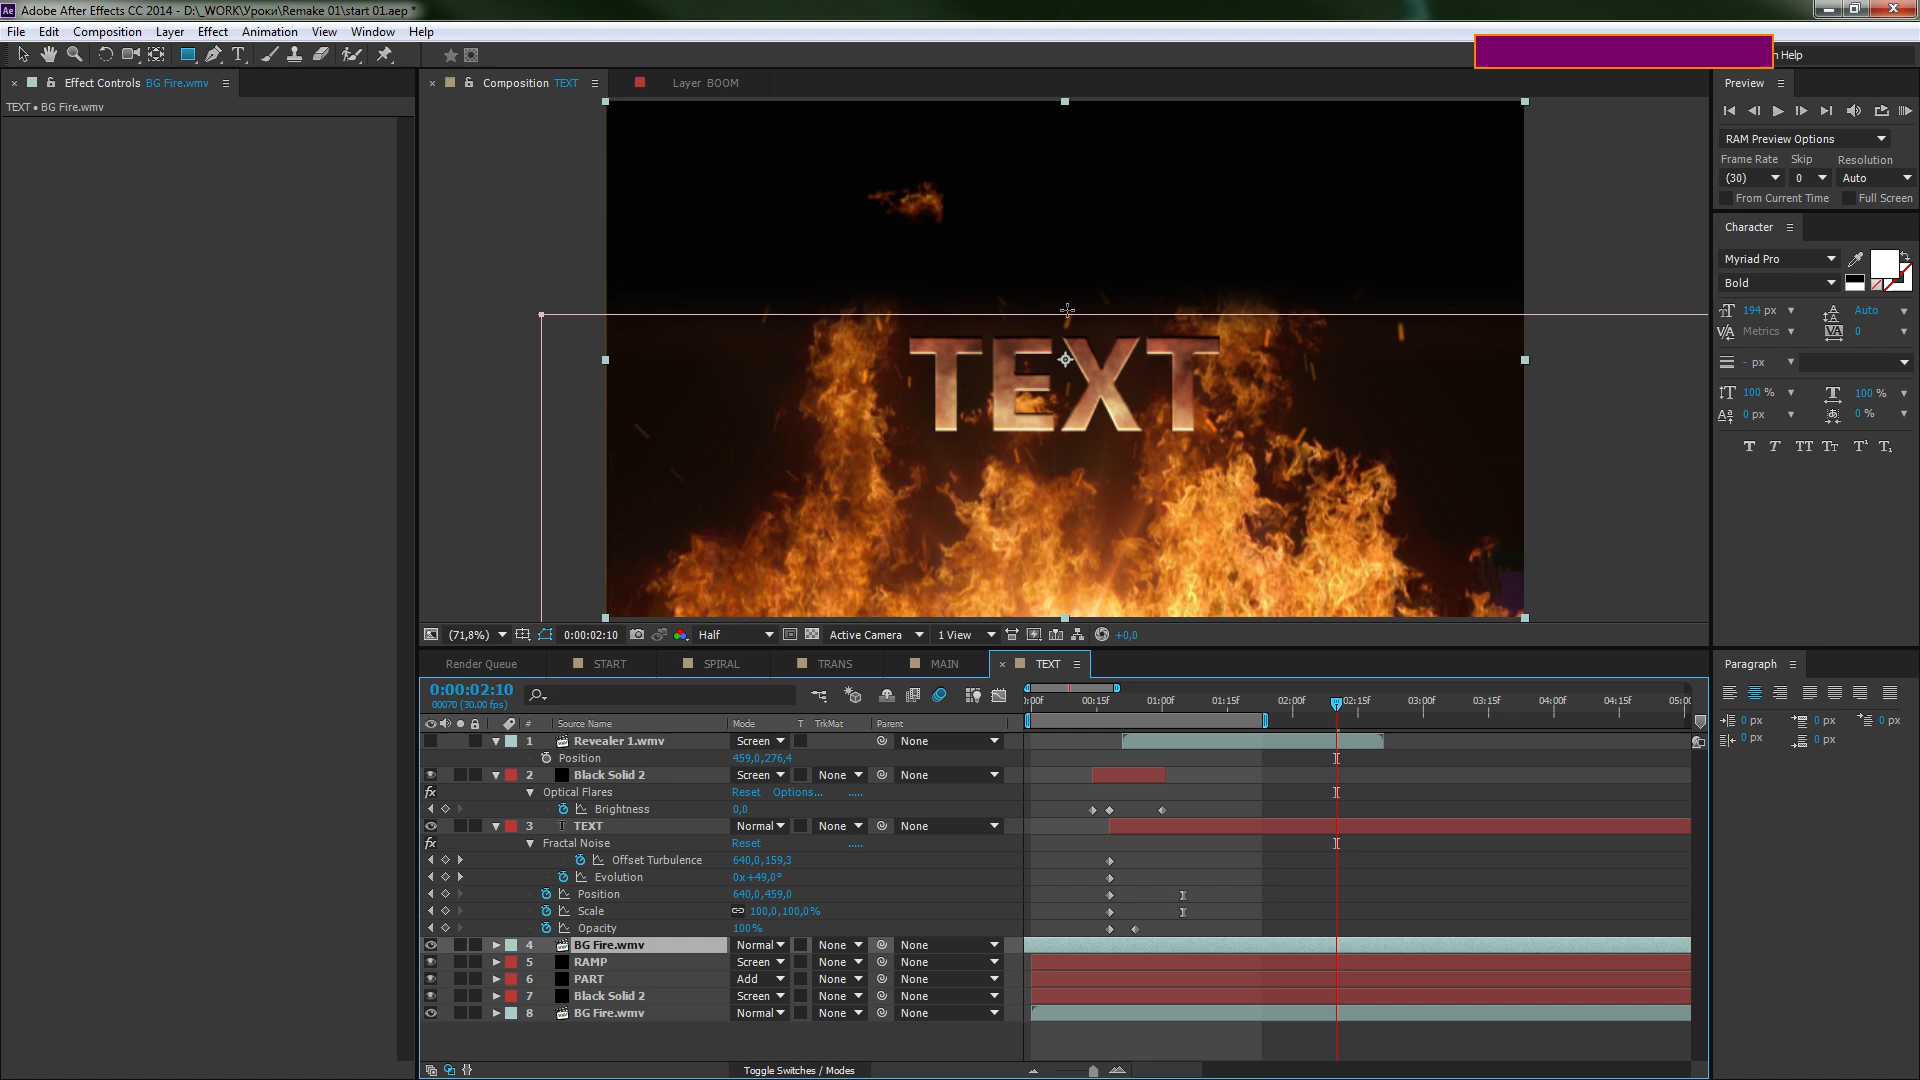 Adobe After Effects CC 2014 - D:\_WORK\Уроки\Remake 01\start 01.aep *
File Edit Composition Layer Effect Animation View Window Help
Help
Effect Controls BG Fire.wmv
TEXT • BG Fire.wmv
Composition TEXT
Layer BOOM
TEXT
(71,8%) 0:00:02:10 Half Active Camera 1 View +0,0
Preview
RAM Preview Options
Frame Rate Skip Resolution
(30) 0 Auto
From Current Time Full Screen
Character
Myriad Pro
Bold
194 px Auto
Metrics 0
- px
100 % 100 %
0 px 0 %
Paragraph
0 px 0 px 0 px
0 px 0 px
Render Queue START SPIRAL TRANS MAIN TEXT
0:00:02:10
00070 (30.00 fps)
:00f 00:15f 01:00f 01:15f 02:00f 02:15f 03:00f 03:15f 04:00f 04:15f 05:00
# Source Name Mode T TrkMat Parent
1 Revealer 1.wmv Screen None
Position 459,0,276,4
2 Black Solid 2 Screen None None
fx Optical Flares Reset Options... .....
Brightness 0,0
3 T TEXT Normal None None
fx Fractal Noise Reset .....
Offset Turbulence 640,0,159,3
Evolution 0x+49,0°
Position 640,0,459,0
Scale 100,0,100,0%
Opacity 100%
4 BG Fire.wmv Normal None None
5 RAMP Screen None None
6 PART Add None None
7 Black Solid 2 Screen None None
8 BG Fire.wmv Normal None None
Toggle Switches / Modes